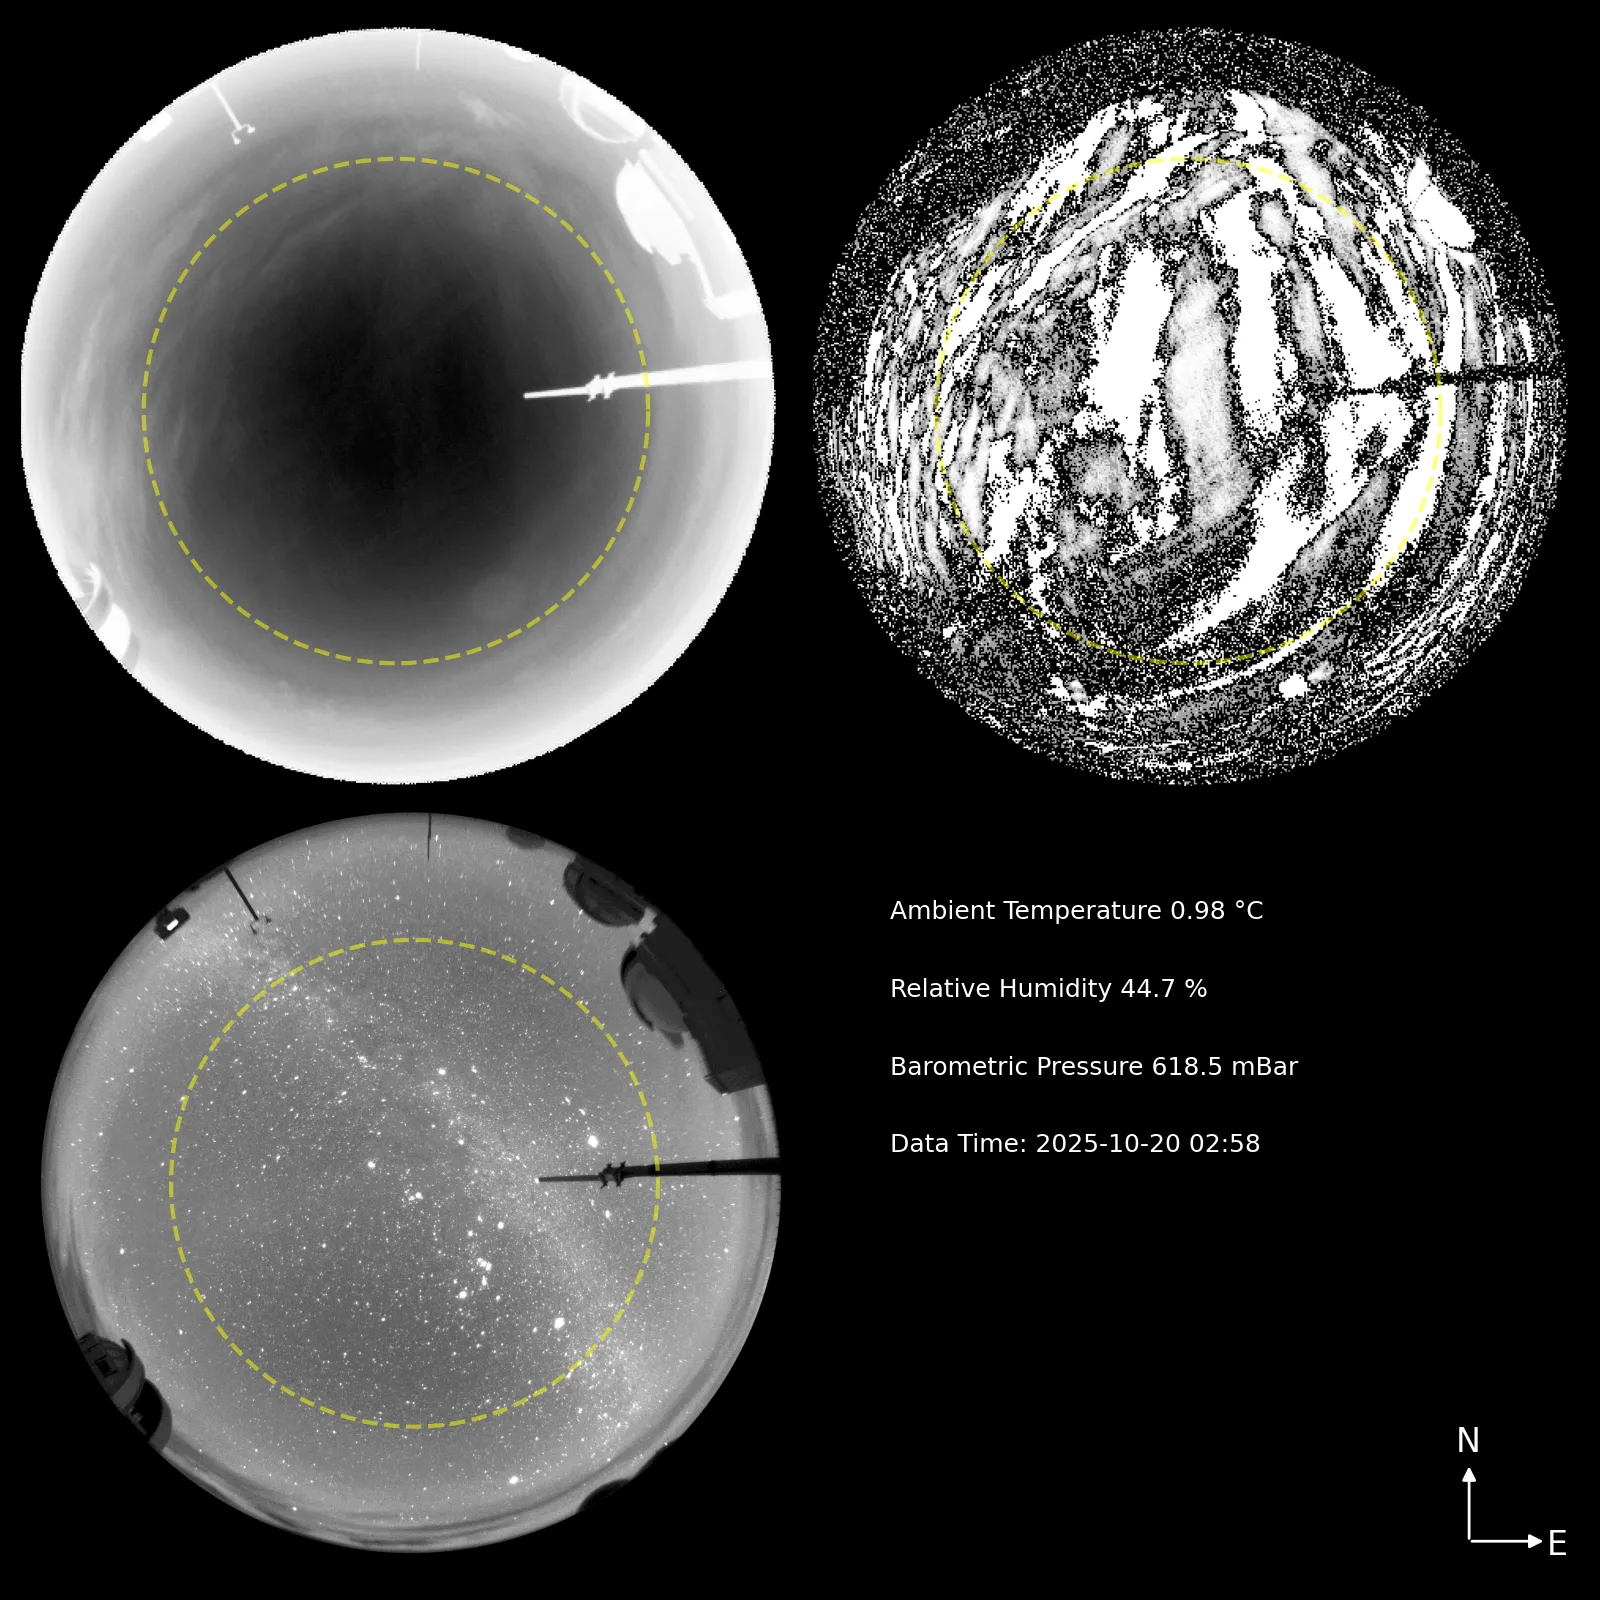 Ambient Temperature 0.98 °C
Relative Humidity 44.7 %
Barometric Pressure 618.5 mBar
Data Time: 2025-10-20 02:58
N
E